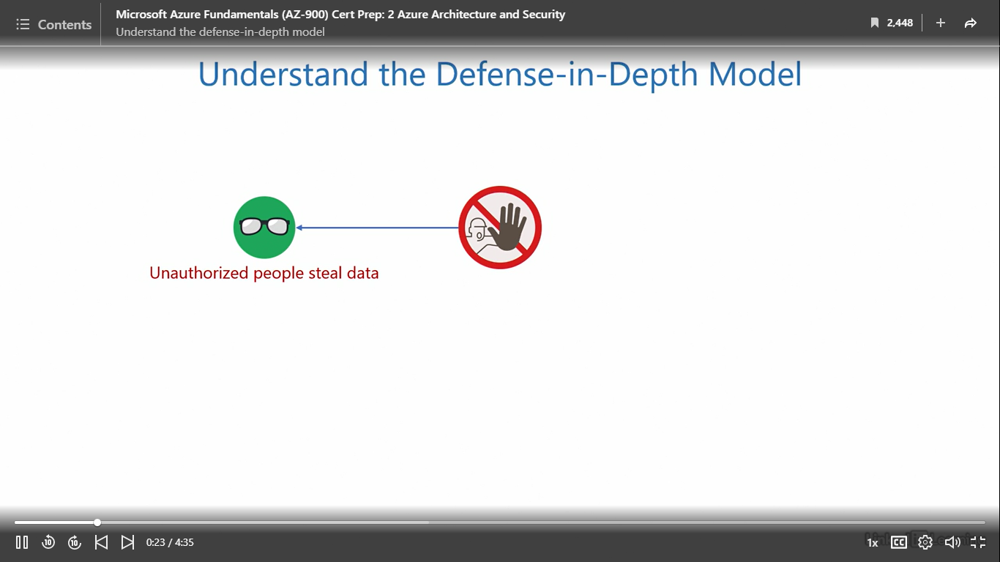 Contents
Microsoft Azure Fundamentals (AZ-900) Cert Prep: 2 Azure Architecture and Security
Understand the defense-in-depth model
2,448
Understand the Defense-in-Depth Model
Unauthorized people steal data
10
10
0:23 / 4:35
1x
CC